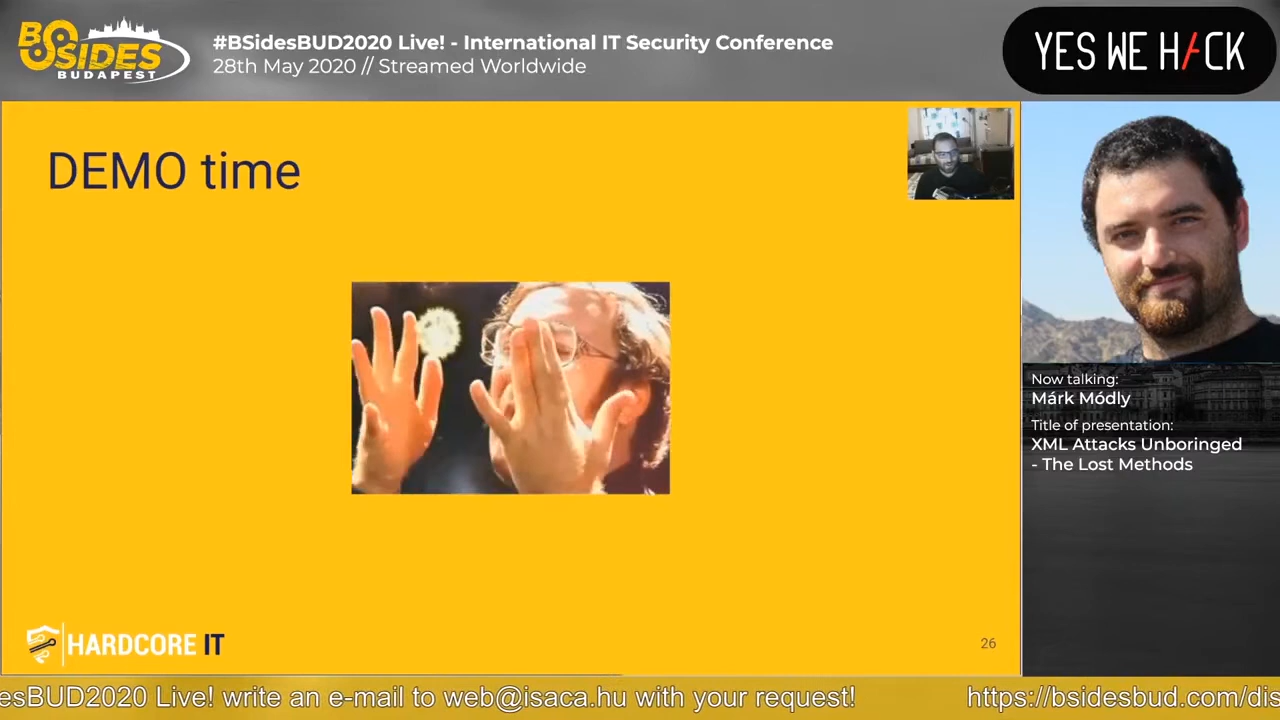 BSIDES
BUDAPEST
#BSidesBUD2020 Live! - International IT Security Conference
28th May 2020 // Streamed Worldwide
YES WE H/CK
DEMO time
Now talking:
Márk Módly
Title of presentation:
XML Attacks Unboringed
- The Lost Methods
HARDCORE IT
26
esBUD2020 Live! write an e-mail to web@isaca.hu with your request!
https://bsidesbud.com/dis